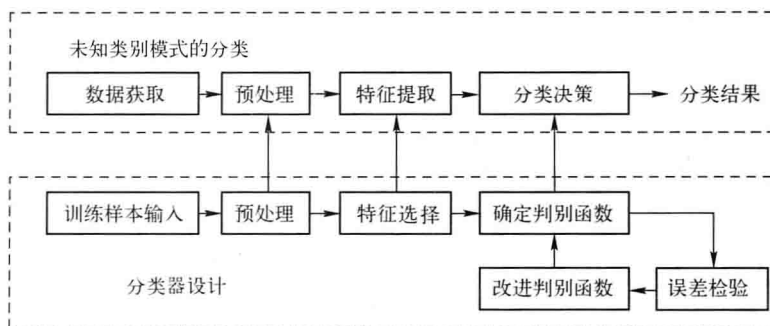 未知类别模式的分类
数据获取
预处理
特征提取
分类决策
分类结果
训练样本输入
预处理
特征选择
确定判别函数
改进判别函数
误差检验
分类器设计